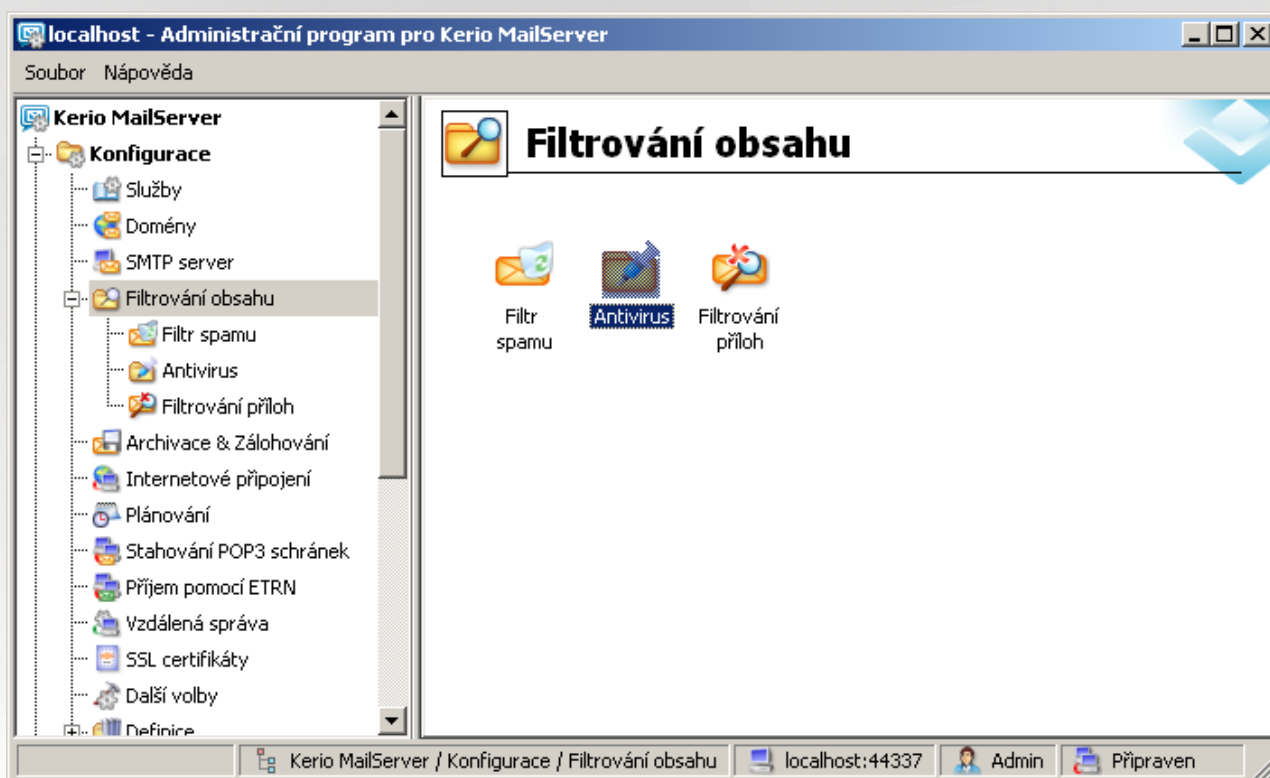 localhost - Administrační program pro Kerio MailServer
Soubor Nápověda
Kerio MailServer
Konfigurace
Služby
Domény
SMTP server
Filtrování obsahu
Filtr spamu
Antivirus
Filtrování příloh
Archivace & Zálohování
Internetové připojení
Plánování
Stahování POP3 schránek
Příjem pomocí ETRN
Vzdálená správa
SSL certifikáty
Další volby
Definice
Filtrování obsahu
Filtr
spamu
Antivirus
Filtrování
příloh
Kerio MailServer / Konfigurace / Filtrování obsahu
localhost:44337
Admin
Připraven